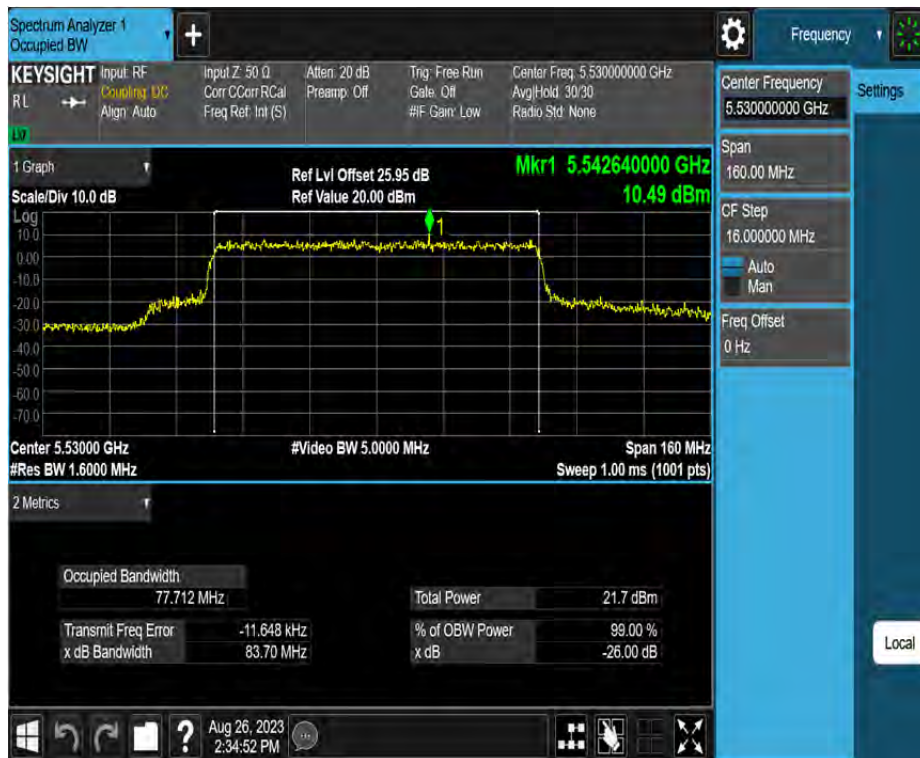 Spectrum Analyzer 1
Occupied BW
+
Frequency
KEYSIGHT
RL
LXI
Input: RF
Coupling: DC
Align: Auto
Input Z: 50 Ω
Corr CCorr RCal
Freq Ref: Int (S)
Atten: 20 dB
Preamp: Off
Trig: Free Run
Gate: Off
#IF Gain: Low
Center Freq: 5.530000000 GHz
Avg|Hold: 30/30
Radio Std: None
Center Frequency
5.530000000 GHz
Settings
Span
160.00 MHz
CF Step
16.000000 MHz
Auto
Man
Freq Offset
0 Hz
Local
1 Graph
Scale/Div 10.0 dB
Ref Lvl Offset 25.95 dB
Ref Value 20.00 dBm
Mkr1 5.542640000 GHz
10.49 dBm
Log
10.0
0.00
-10.0
-20.0
-30.0
-40.0
-50.0
-60.0
-70.0
1
Center 5.53000 GHz
#Res BW 1.6000 MHz
#Video BW 5.0000 MHz
Span 160 MHz
Sweep 1.00 ms (1001 pts)
2 Metrics
Occupied Bandwidth
77.712 MHz
Total Power 21.7 dBm
Transmit Freq Error -11.648 kHz
% of OBW Power 99.00 %
x dB Bandwidth 83.70 MHz
x dB -26.00 dB
?
Aug 26, 2023
2:34:52 PM